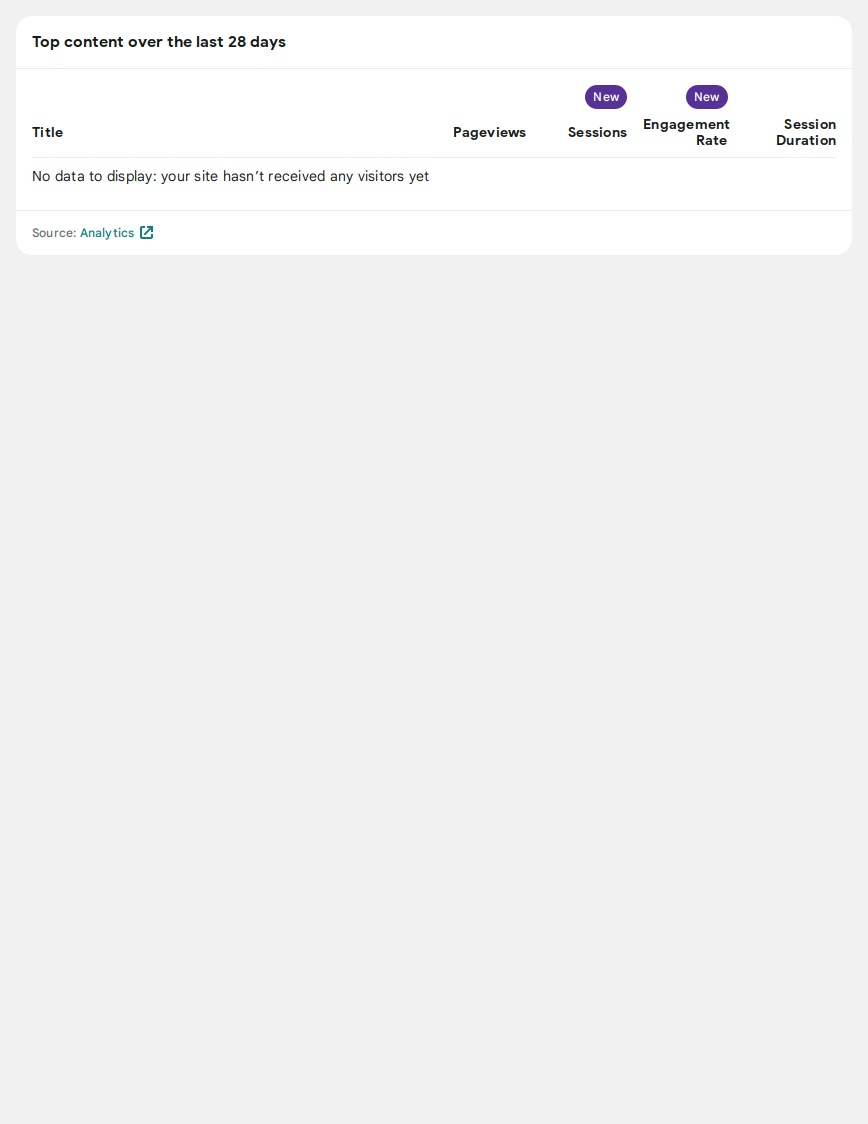 Top content over the last 28 days
New New
Title Pageviews Sessions Engagement Rate Session Duration
No data to display: your site hasn’t received any visitors yet
Source: Analytics